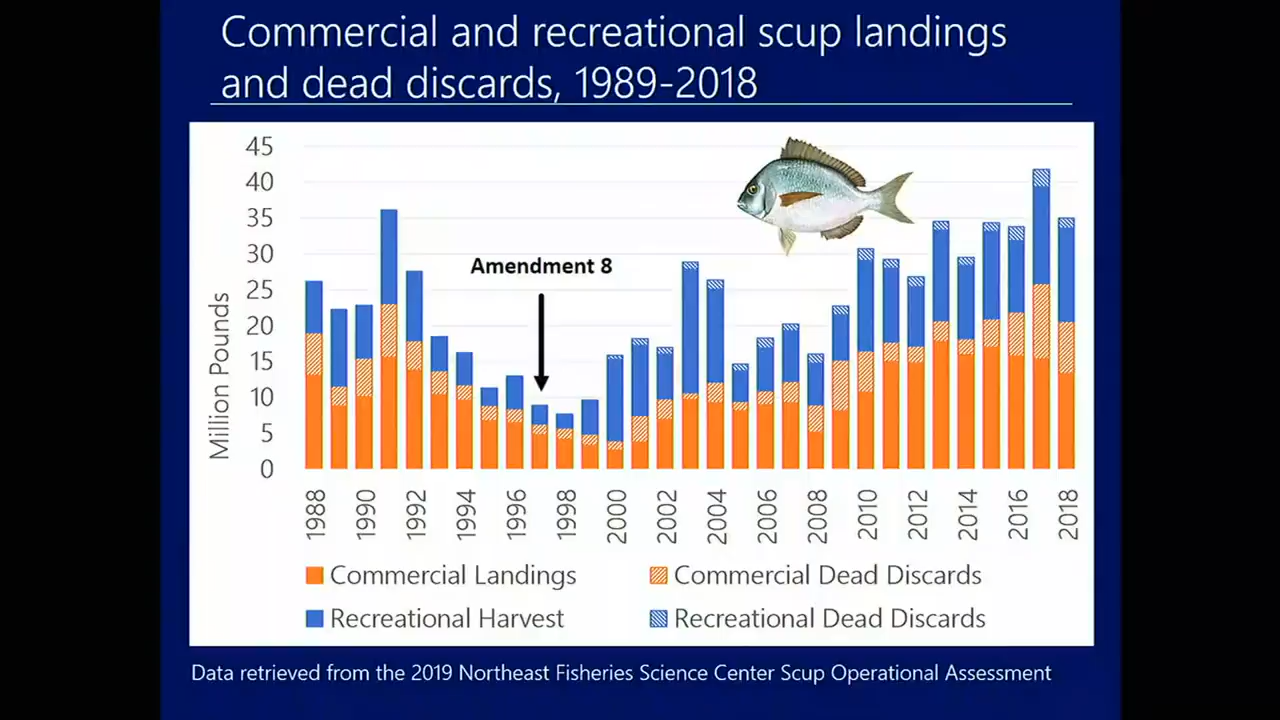 Commercial and recreational scup landings
and dead discards, 1989-2018
45
40
35
30
25
20
15
10
5
0
Million Pounds
Amendment 8
1988
1990
1992
1994
1996
1998
2000
2002
2004
2006
2008
2010
2012
2014
2016
2018
Commercial Landings
Commercial Dead Discards
Recreational Harvest
Recreational Dead Discards
Data retrieved from the 2019 Northeast Fisheries Science Center Scup Operational Assessment